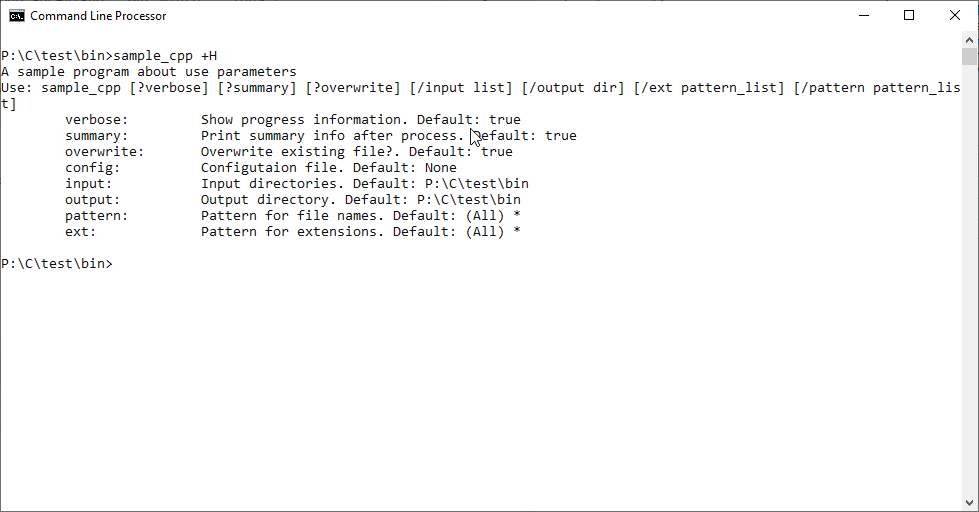 Command Line Processor
P:\C\test\bin>sample_cpp +H
A sample program about use parameters
Use: sample_cpp [?verbose] [?summary] [?overwrite] [/input list] [/output dir] [/ext pattern_list] [/pattern pattern_lis
t]
verbose: Show progress information. Default: true
summary: Print summary info after process. Default: true
overwrite: Overwrite existing file?. Default: true
config: Configutaion file. Default: None
input: Input directories. Default: P:\C\test\bin
output: Output directory. Default: P:\C\test\bin
pattern: Pattern for file names. Default: (All) *
ext: Pattern for extensions. Default: (All) *
P:\C\test\bin>